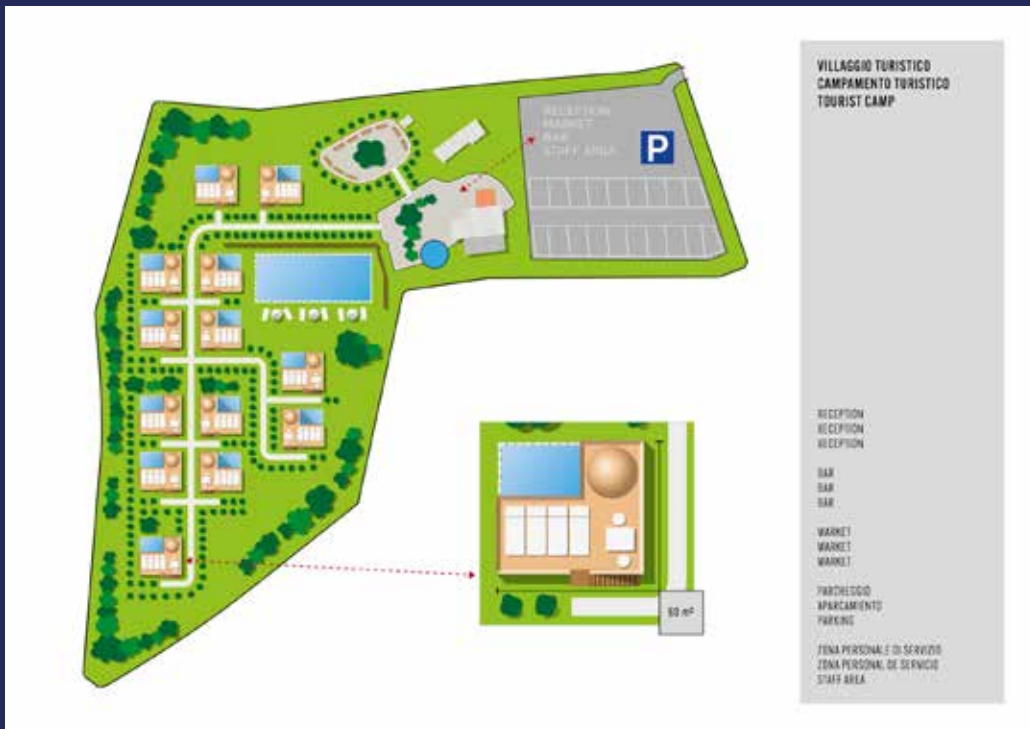 VILLAGGIO TURISTICO
CAMPAMENTO TURISTICO
TOURIST CAMP
RECEPTION
MARKET
BAR
STAFF AREA
P
RECEPTION
RECEPTION
RECEPTION
BAR
BAR
BAR
MARKET
MARKET
MARKET
PARCHEGGIO
APARCAMIENTO
PARKING
ZONA PERSONALE DI SERVIZIO
ZONA PERSONAL DE SERVICIO
STAFF AREA
m²